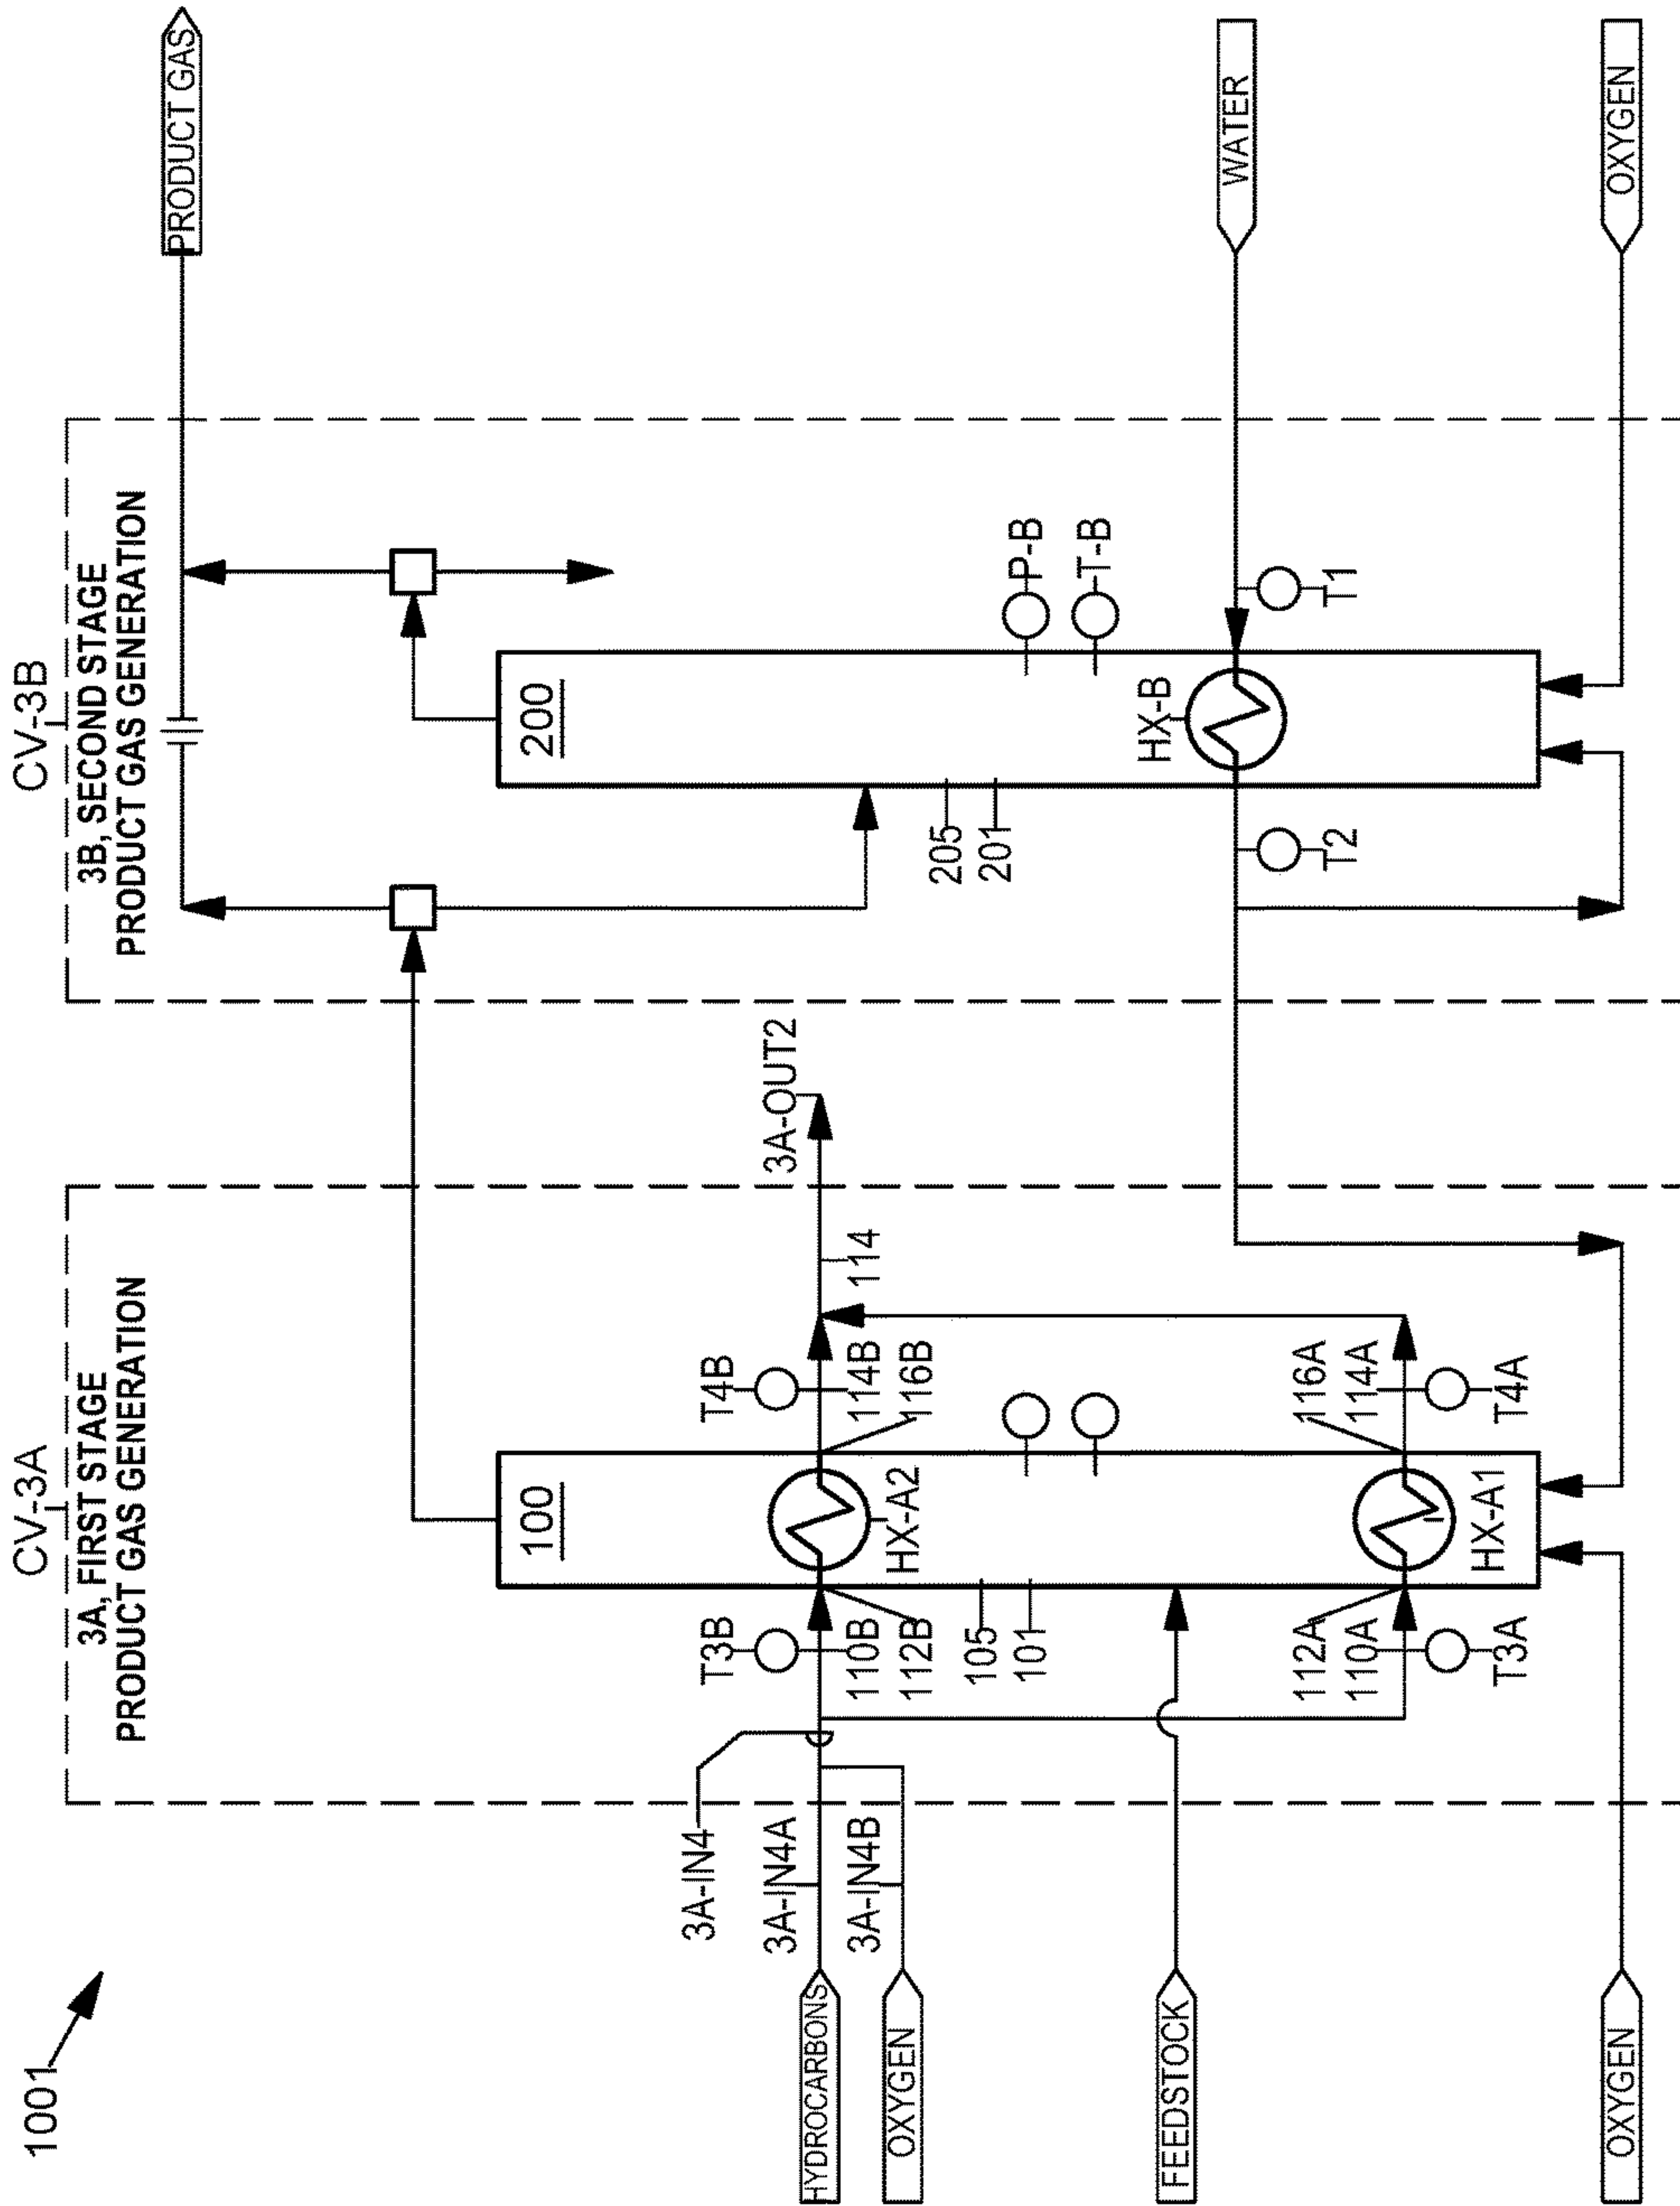 1001
CV-3A
3A, FIRST STAGE
PRODUCT GAS GENERATION
CV-3B
3B, SECOND STAGE
PRODUCT GAS GENERATION
PRODUCT GAS
100
200
3A-IN4
3A-IN4A
3A-IN4B
HYDROCARBONS
OXYGEN
FEEDSTOCK
OXYGEN
T3B
110B
112B
105
101
112A
110A
T3A
HX-A2
HX-A1
T4B
114B
116B
116A
114A
T4A
114
3A-OUT2
205
201
T2
HX-B
P-B
T-B
T1
WATER
OXYGEN